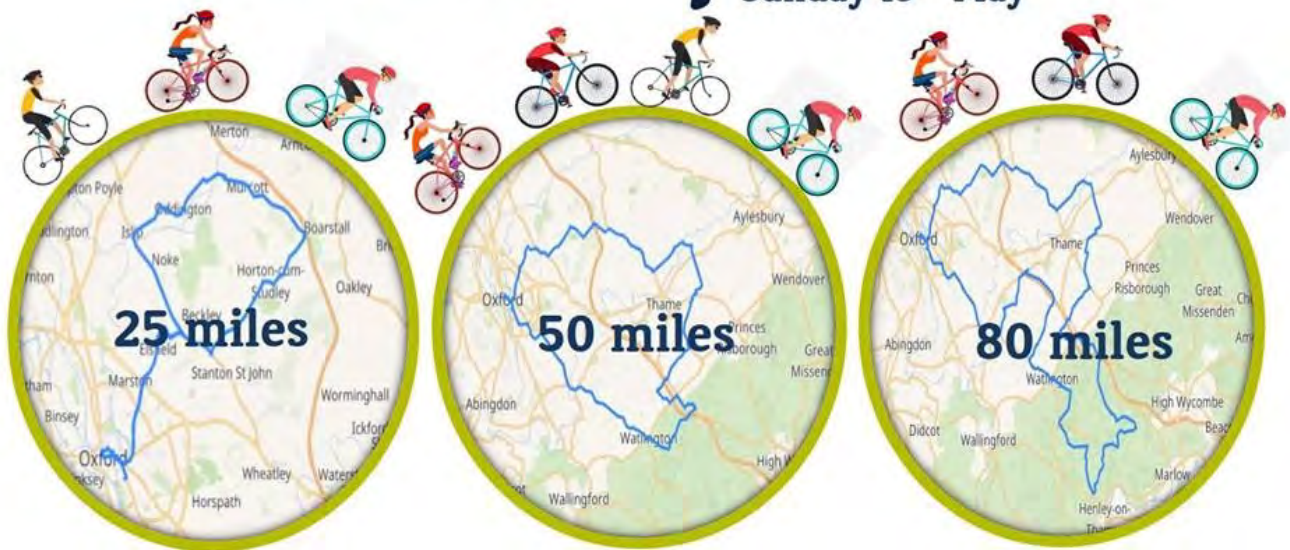 25 miles
Merton
Murcott
Oddington
Islip
Boarstall
Noke
Horton-cum-
Studley
Oakley
Beckley
Elsfield
Stanton St John
Marston
Worminghall
Binsey
Oxford
Wheatley
Horspath
50 miles
Aylesbury
Wendover
Oxford
Thame
Princes
Risborough
Great
Abingdon
Watlington
Wallingford
80 miles
Aylesbury
Wendover
Oxford
Thame
Princes
Risborough
Great
Missenden
Abingdon
Watlington
High Wycombe
Didcot
Wallingford
Marlow
Henley-on-